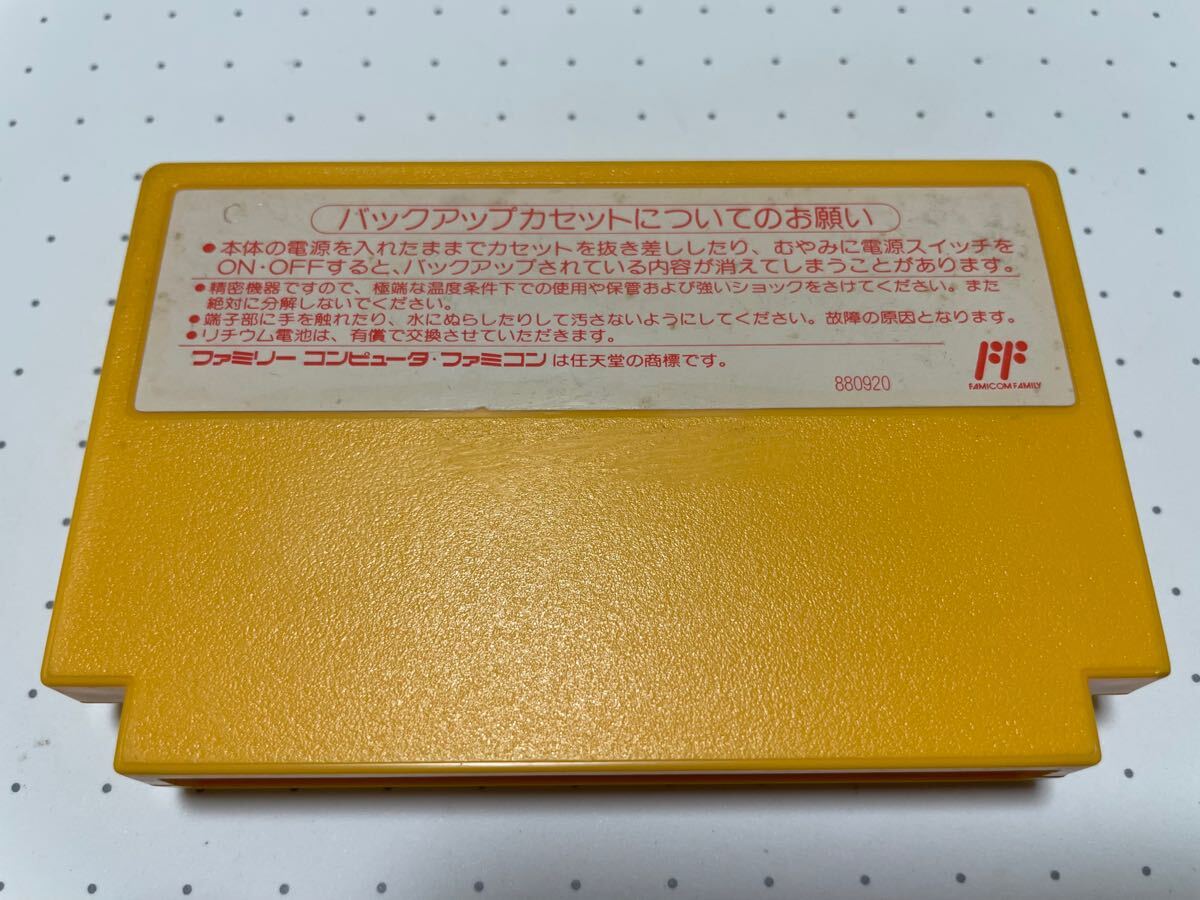 バックアップカセットについてのお願い
●本体の電源を入れたままでカセットを抜き差ししたり、むやみに電源スイッチを
ON・OFFすると、バックアップされている内容が消えてしまうことがあります。
●精密機器ですので、極端な温度条件下での使用や保管および強いショックをさけてください。また
絶対に分解しないでください。
●端子部に手を触れたり、水にぬらしたりして汚さないようにしてください。故障の原因となります。
●リチウム電池は、有償で交換させていただきます。
ファミリーコンピュータ・ファミコンは任天堂の商標です。
880920
FAMICOM FAMILY